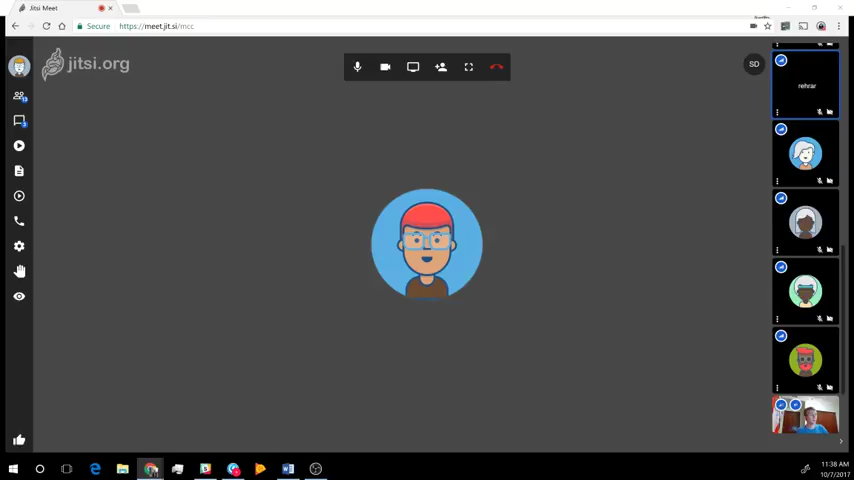 Jitsi Meet
Secure
https://meet.jit.si/mcc
jitsi.org
SD
rehrar
11:38 AM
10/7/2017